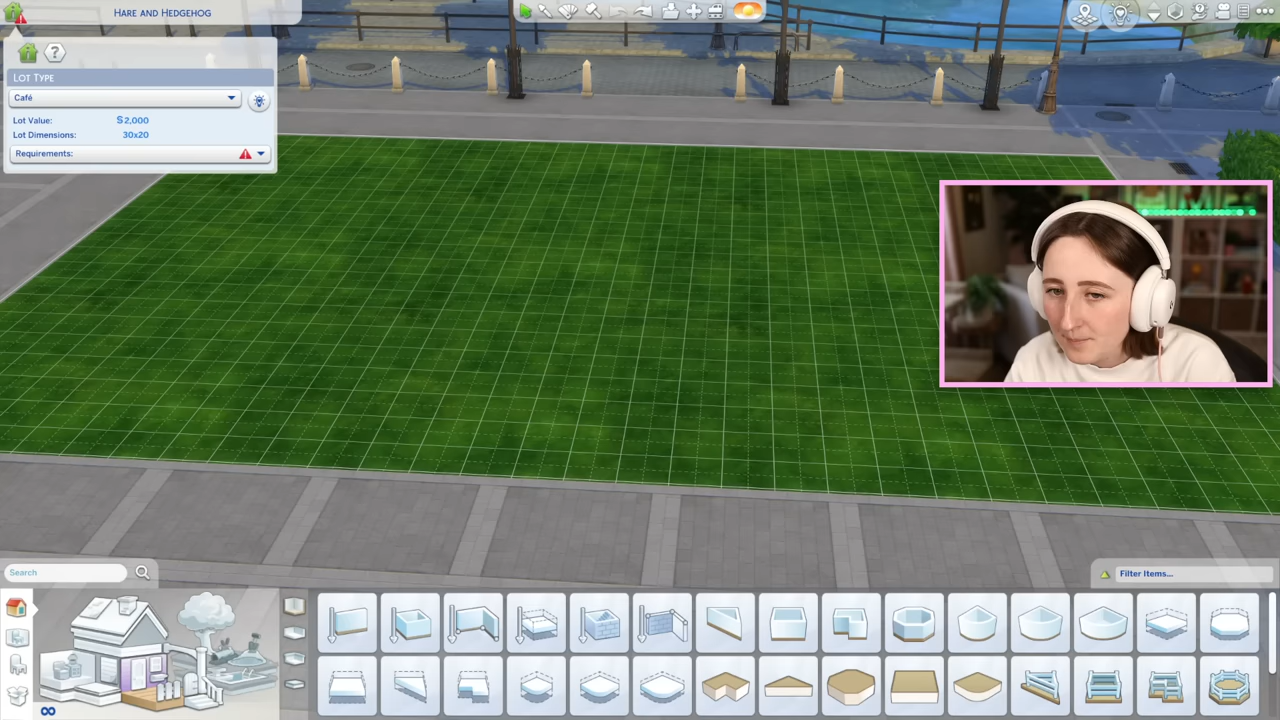 HARE AND HEDGEHOG
LOT TYPE
Café
Lot Value: §2,000
Lot Dimensions: 30x20
Requirements:
Search
Filter Items...